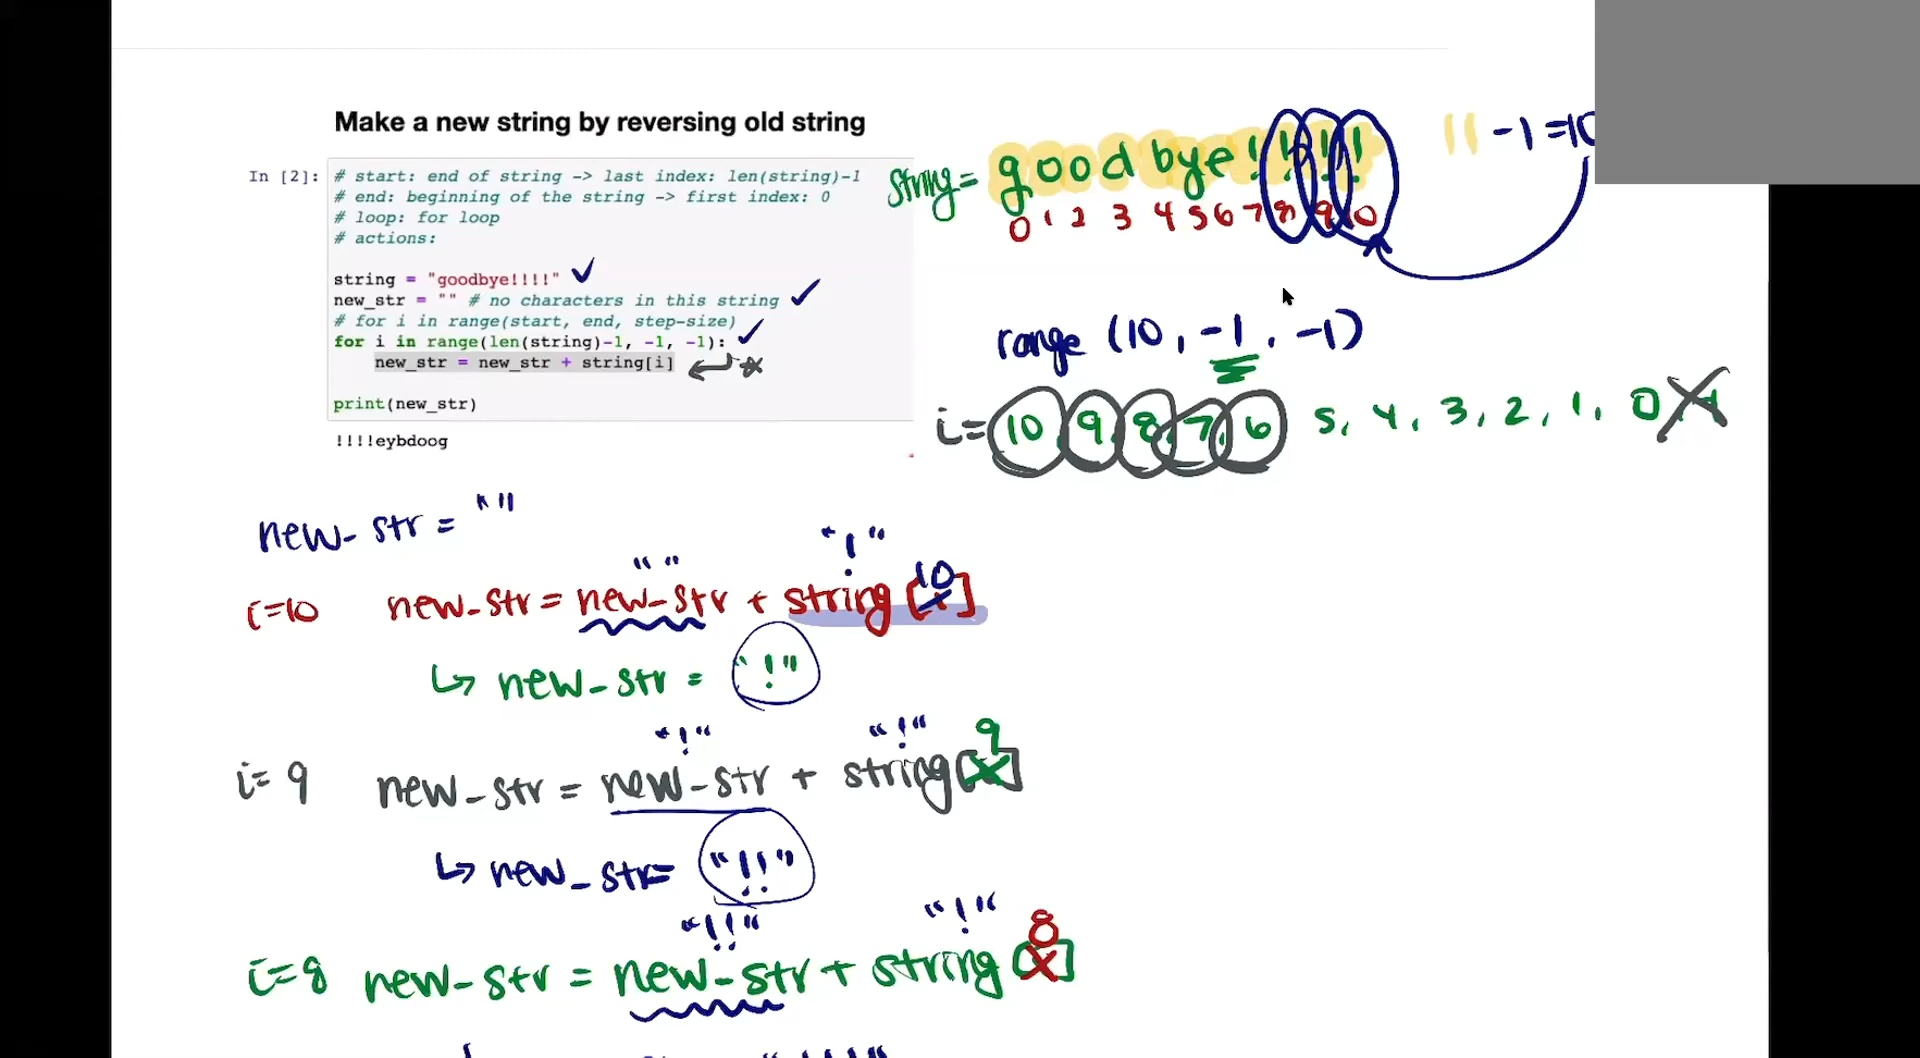 Make a new string by reversing old string
In [2]:
# start: end of string -> last index: len(string)-1
# end: beginning of the string -> first index: 0
# loop: for loop
# actions:
string = "goodbye!!!!"
new_str = "" # no characters in this string
# for i in range(start, end, step-size)
for i in range(len(string)-1, -1, -1):
new_str = new_str + string[i]
print(new_str)
!!!!eybdoog
string = goodbye!!!!
0 1 2 3 4 5 6 7 8 9 10
11 -1 =10
range (10, -1, -1)
i= 10, 9, 8, 7, 6 5, 4, 3, 2, 1, 0
new_str = ""
"" "!"
i=10 new_str = new_str + string [10]
↳ new_str = "!"
"!" "!"
i= 9 new_str = new_str + string [9]
↳ new_str= "!!"
"!!" "!"
i=8 new_str = new_str + string [8]